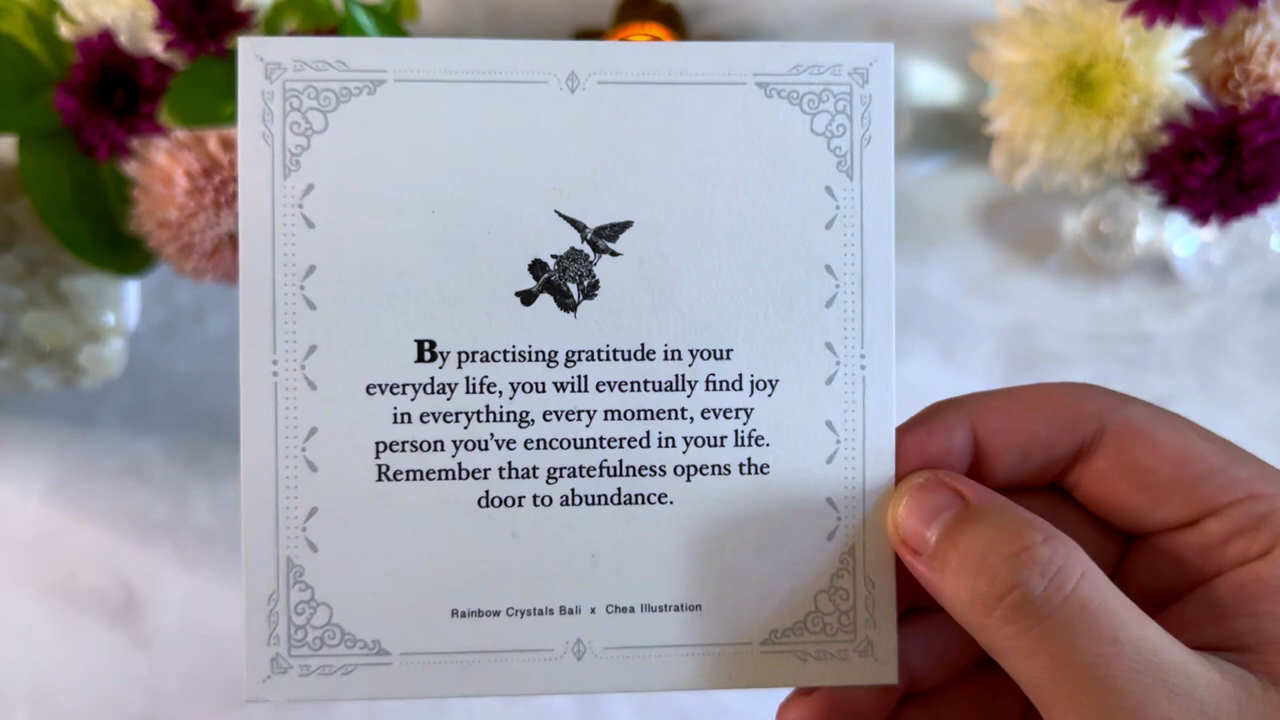 By practising gratitude in your
everyday life, you will eventually find joy
in everything, every moment, every
person you've encountered in your life.
Remember that gratefulness opens the
door to abundance.
Rainbow Crystals Bali x Chea Illustration